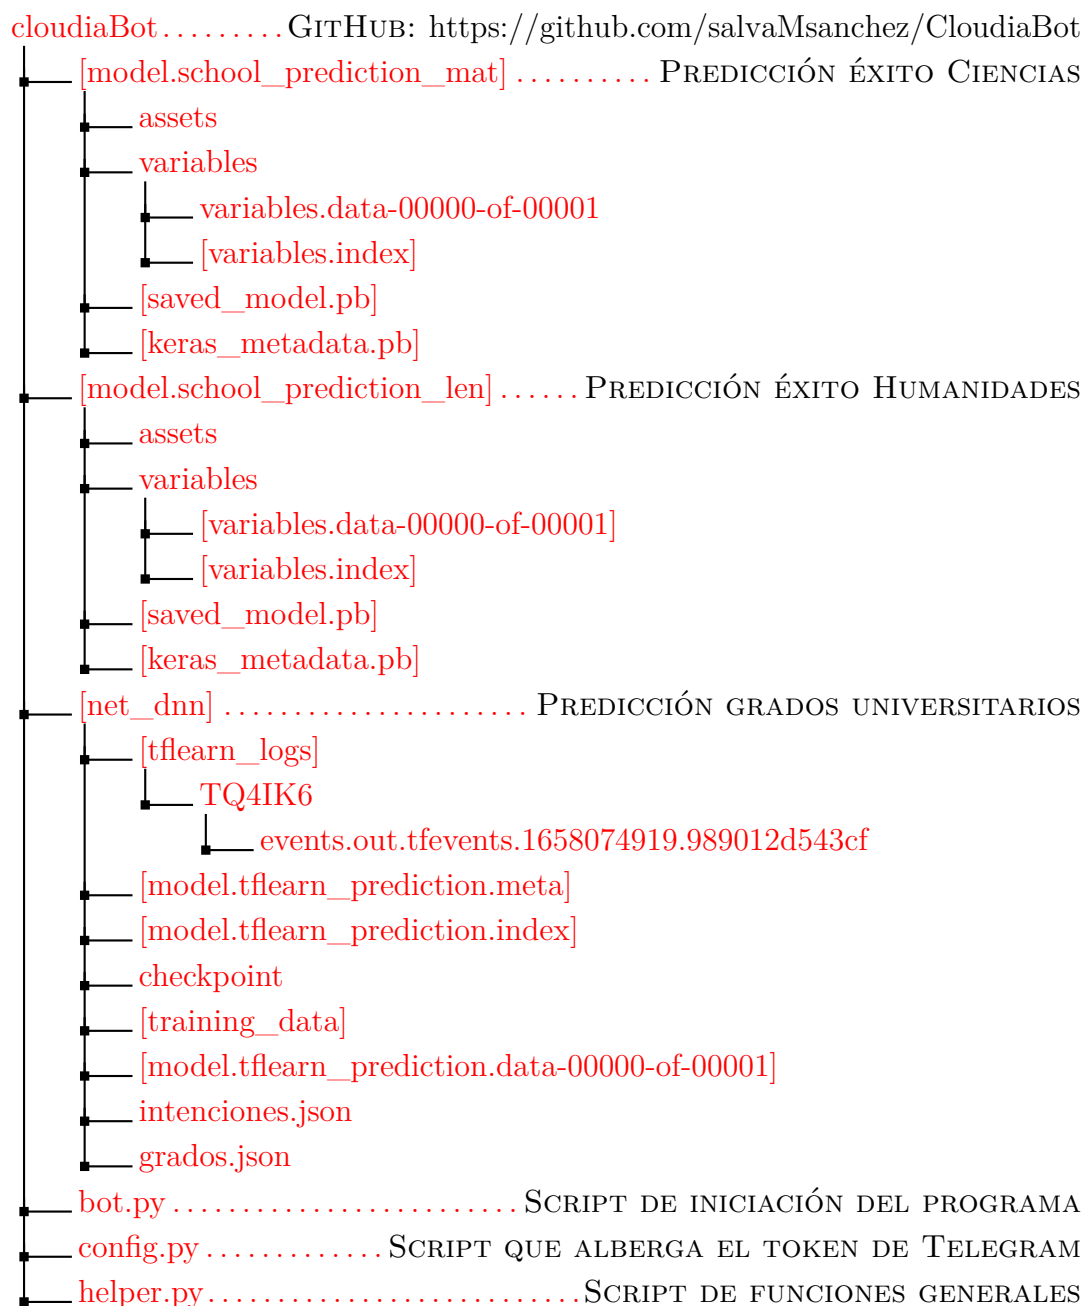 cloudiaBot.........GitHub: https://github.com/salvaMsanchez/CloudiaBot
[model.school_prediction_mat] .......... Predicción éxito Ciencias
assets
variables
variables.data-00000-of-00001
[variables.index]
[saved_model.pb]
[keras_metadata.pb]
[model.school_prediction_len] ...... Predicción éxito Humanidades
assets
variables
[variables.data-00000-of-00001]
[variables.index]
[saved_model.pb]
[keras_metadata.pb]
[net_dnn] ...................... Predicción grados universitarios
[tflearn_logs]
TQ4IK6
events.out.tfevents.1658074919.989012d543cf
[model.tflearn_prediction.meta]
[model.tflearn_prediction.index]
checkpoint
[training_data]
[model.tflearn_prediction.data-00000-of-00001]
intenciones.json
grados.json
bot.py ......................... Script de iniciación del programa
config.py ............. Script que alberga el token de Telegram
helper.py...........................Script de funciones generales